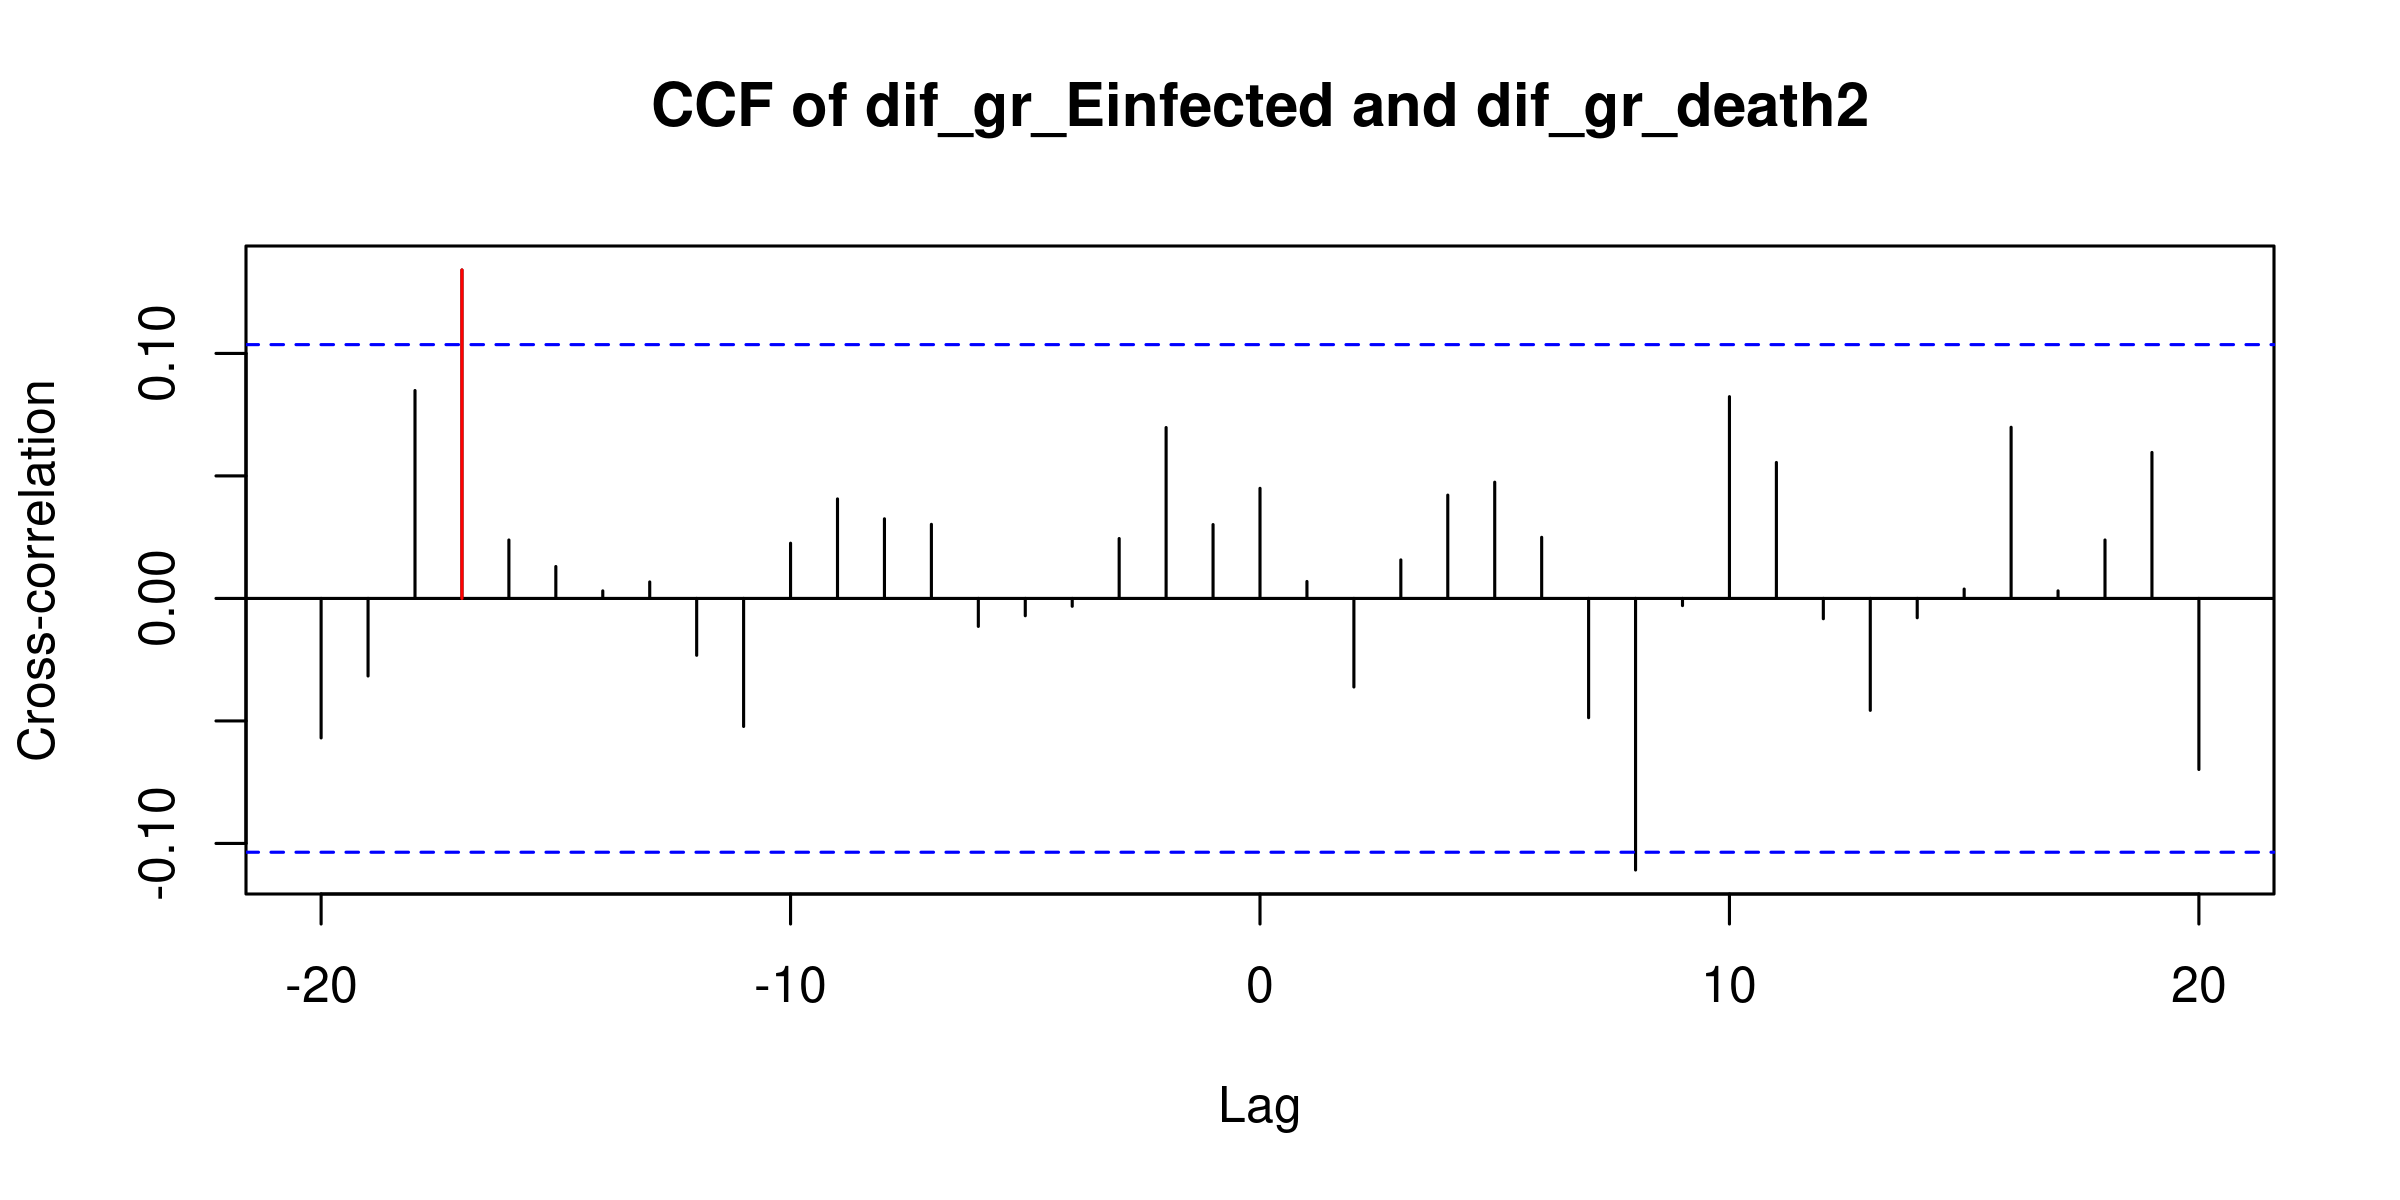 CCF of dif_gr_Einfected and dif_gr_death2
Cross-correlation
0.10
0.00
-0.10
-20 -10 0 10 20
Lag